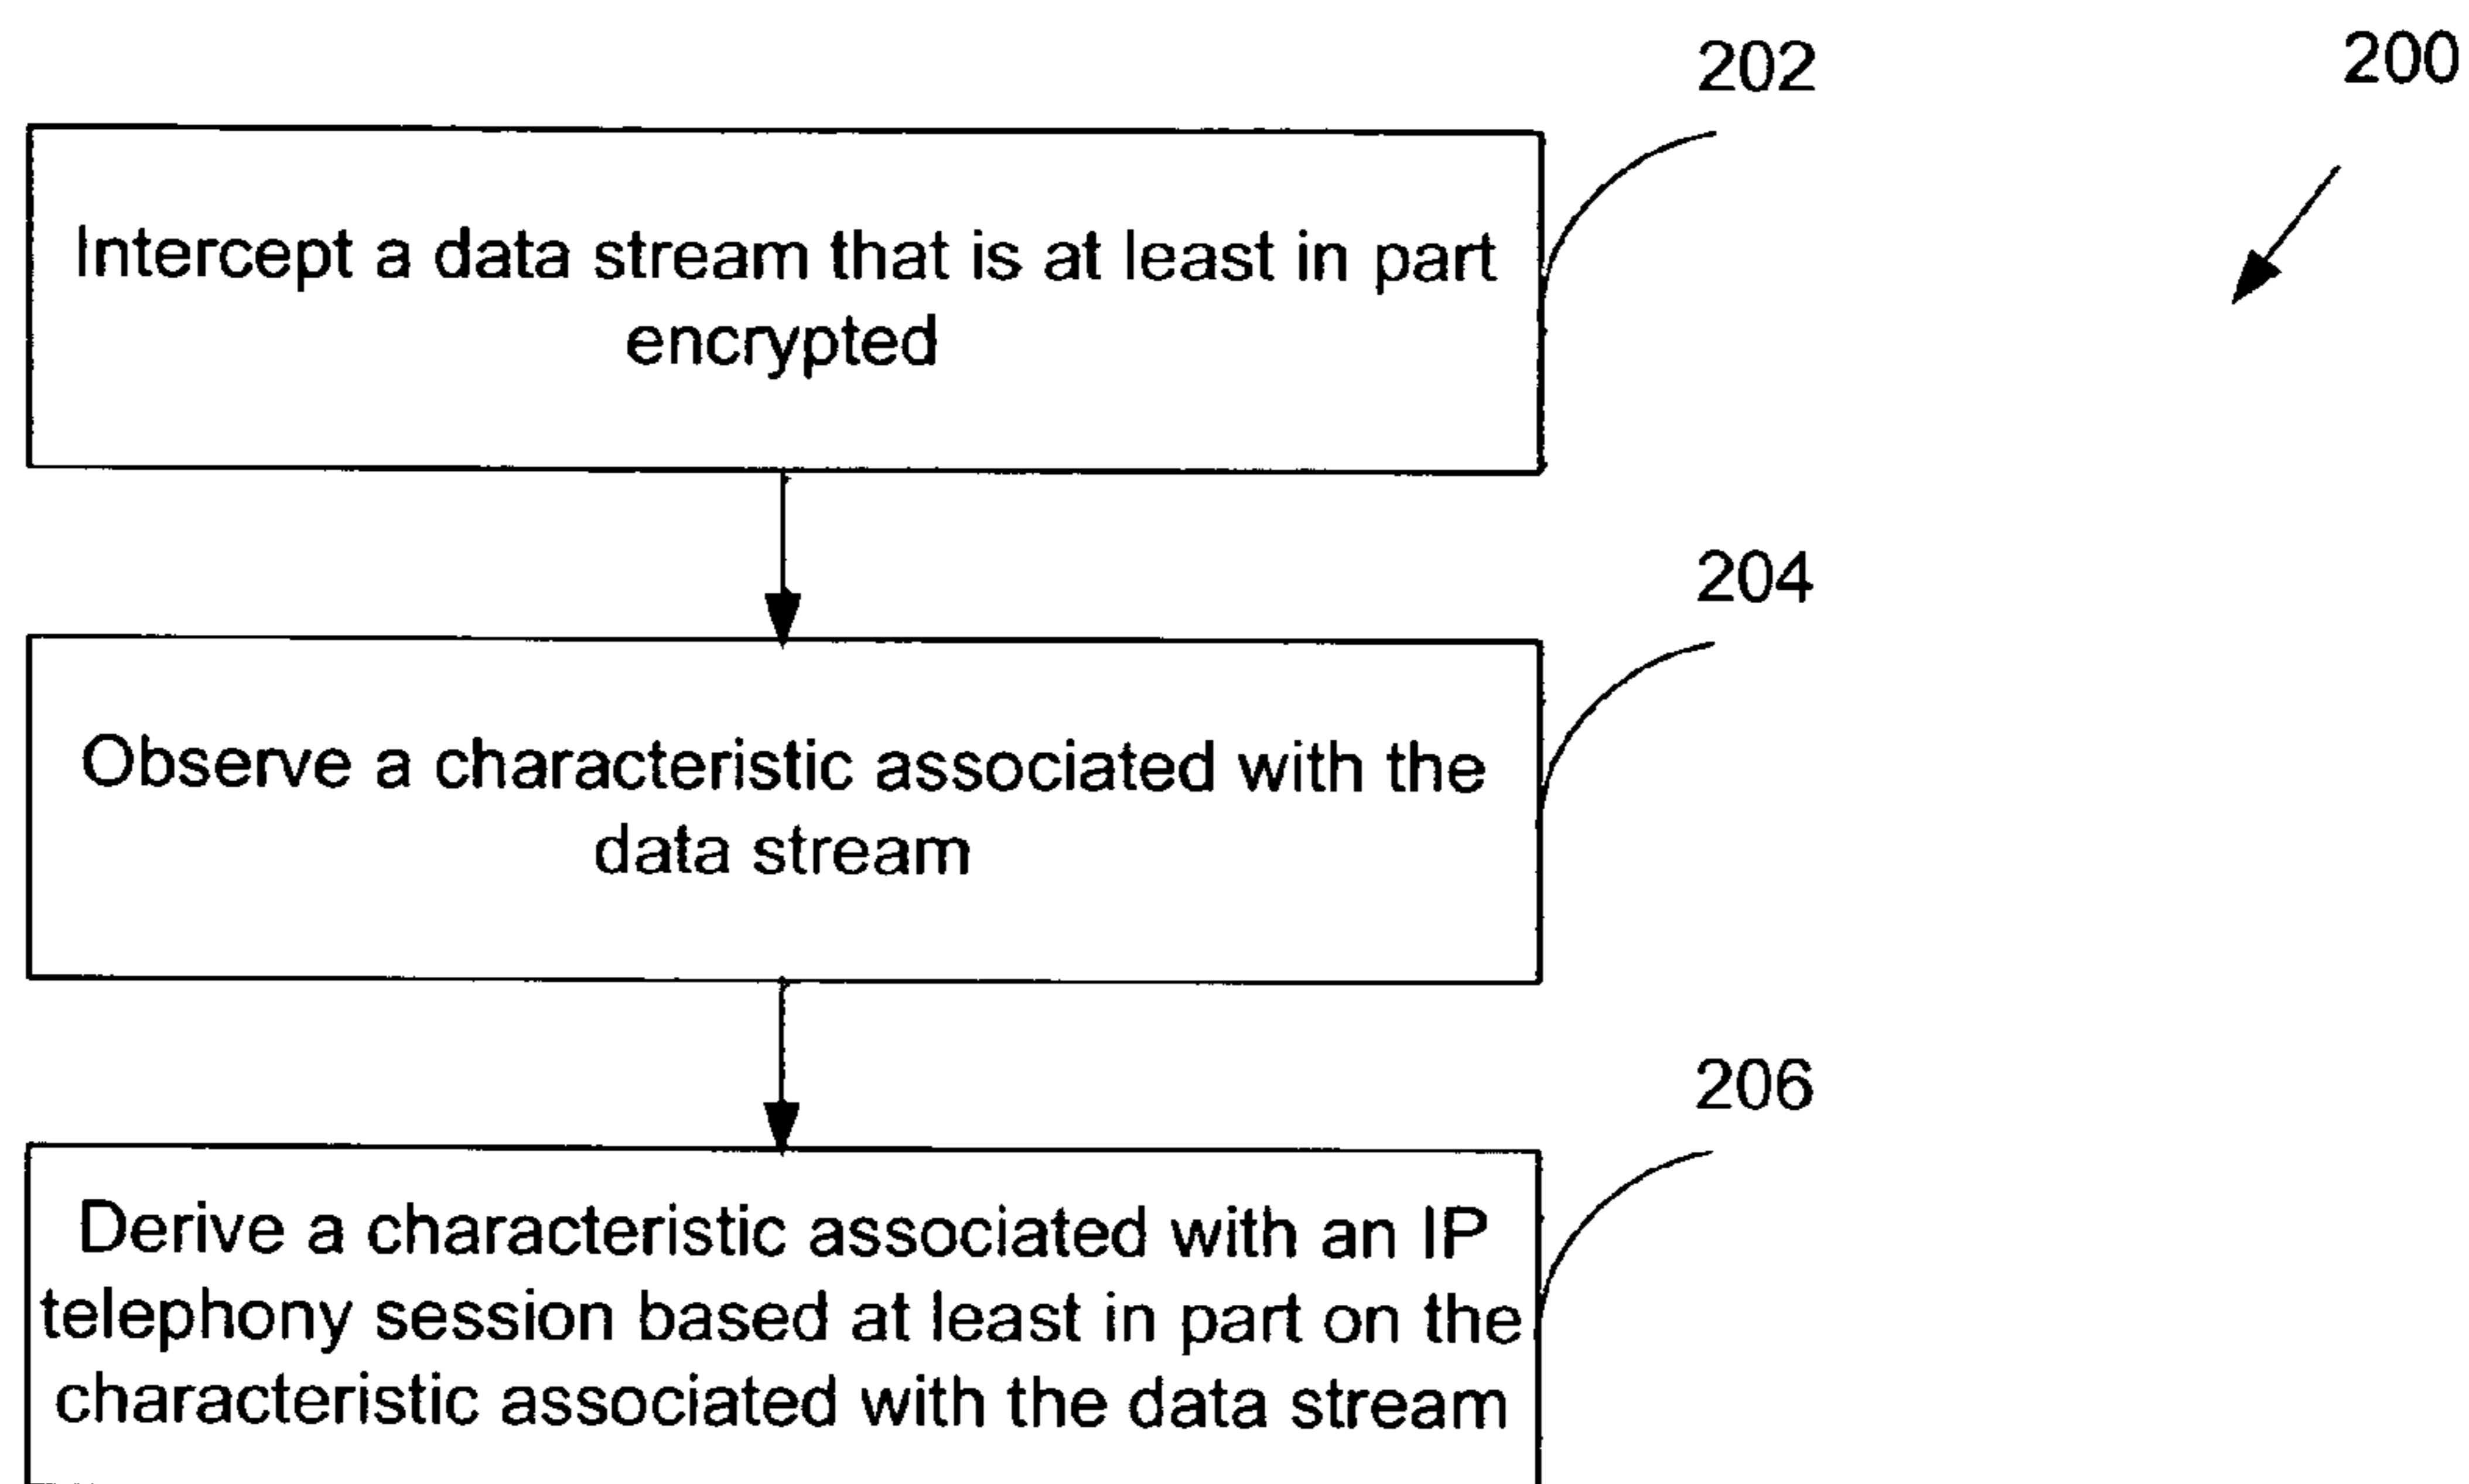 200
202
Intercept a data stream that is at least in part
encrypted
204
Observe a characteristic associated with the
data stream
206
Derive a characteristic associated with an IP
telephony session based at least in part on the
characteristic associated with the data stream